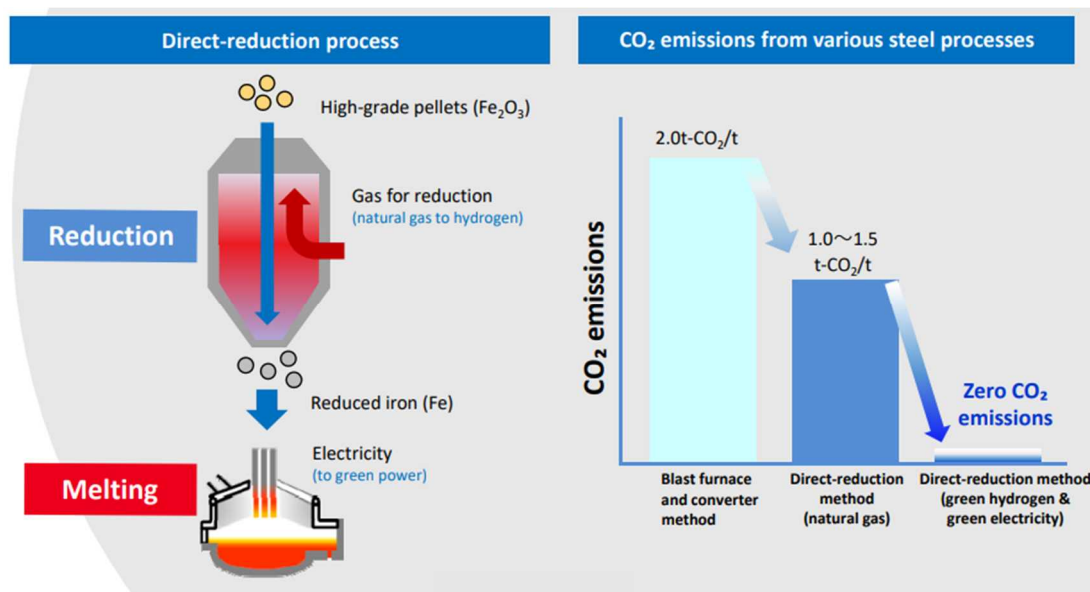 Direct-reduction process
High-grade pellets (Fe₂O₃)
Gas for reduction
(natural gas to hydrogen)
Reduction
Reduced iron (Fe)
Electricity
(to green power)
Melting
CO₂ emissions from various steel processes
CO₂ emissions
2.0t-CO₂/t
1.0～1.5
t-CO₂/t
Zero CO₂
emissions
Blast furnace
and converter
method
Direct-reduction
method
(natural gas)
Direct-reduction method
(green hydrogen &
green electricity)